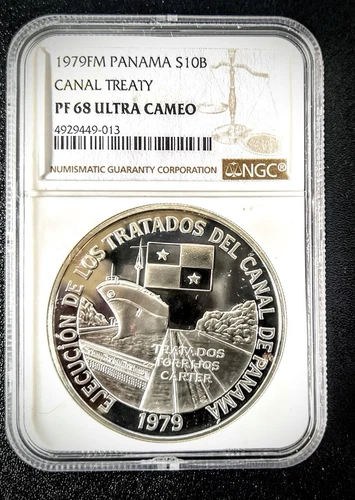 1979FM PANAMA S10B
CANAL TREATY
PF 68 ULTRA CAMEO
4929449-013
NUMISMATIC GUARANTY CORPORATION
NGC®
EJECUCIÓN DE LOS TRATADOS DEL CANAL DE PANAMÁ
TRATADOS
TORRIJOS
CARTER
1979